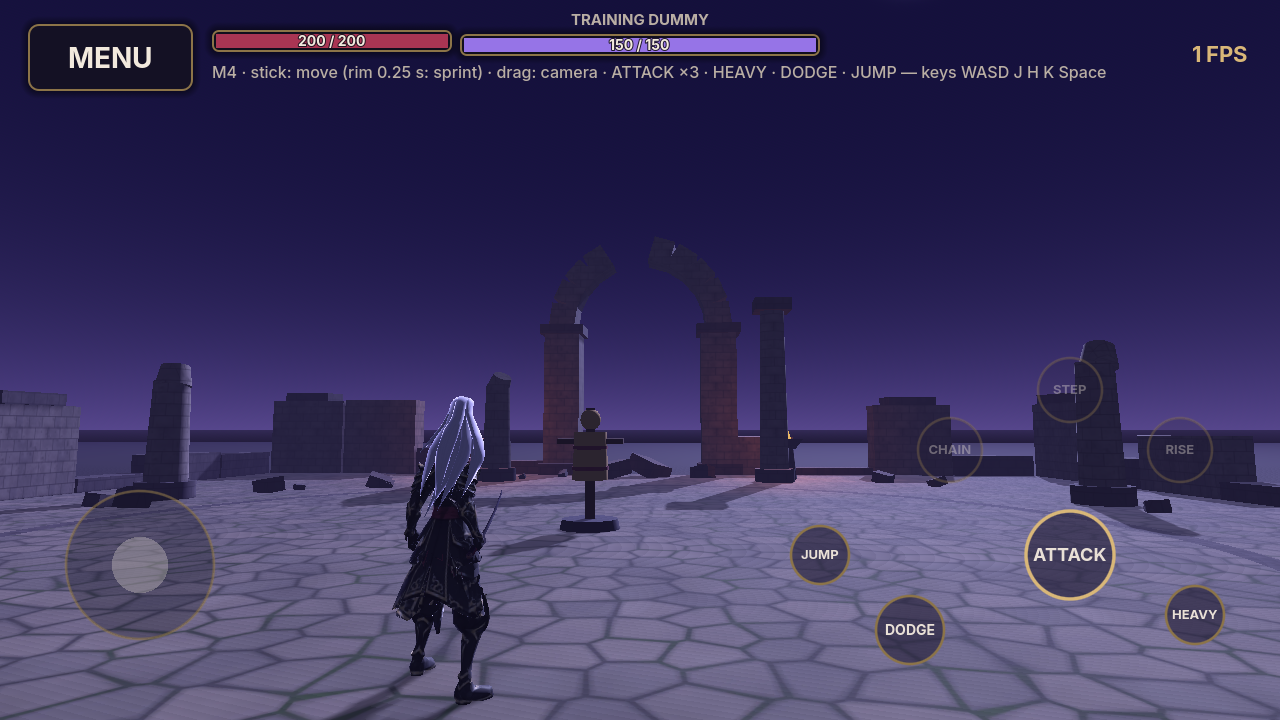 TRAINING DUMMY
MENU
200 / 200
150 / 150
1 FPS
M4 · stick: move (rim 0.25 s: sprint) · drag: camera · ATTACK ×3 · HEAVY · DODGE · JUMP — keys WASD J H K Space
STEP
CHAIN
RISE
JUMP
ATTACK
DODGE
HEAVY